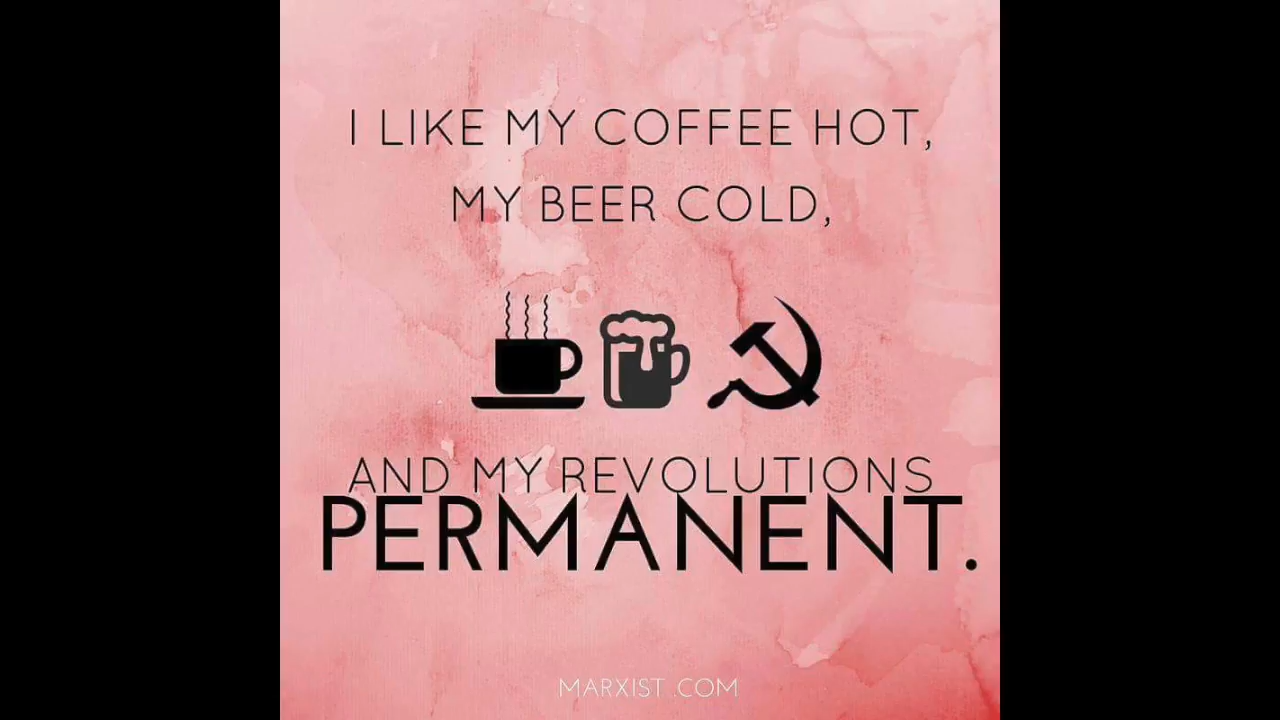 I LIKE MY COFFEE HOT,
MY BEER COLD,
AND MY REVOLUTIONS
PERMANENT.
MARXIST.COM